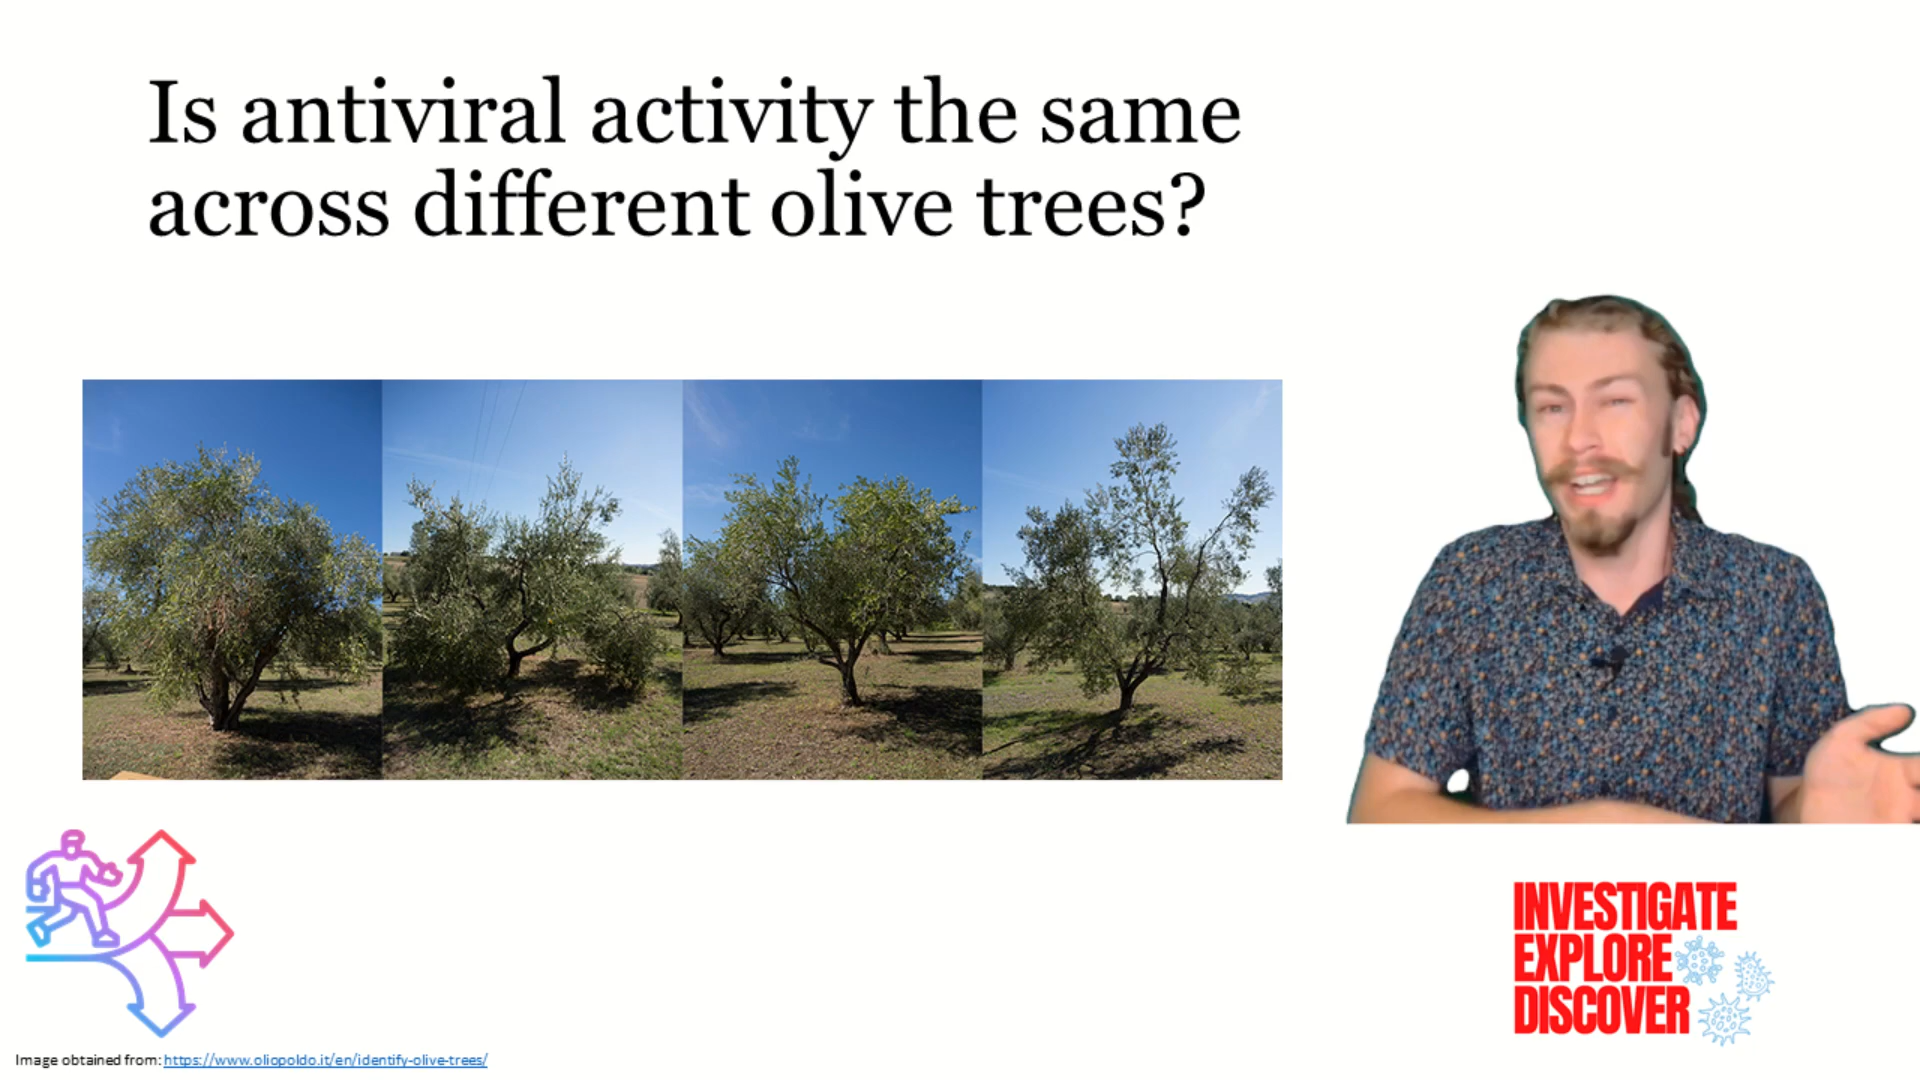 Is antiviral activity the same
across different olive trees?
INVESTIGATE
EXPLORE
DISCOVER
Image obtained from: https://www.oliopoldo.it/en/identify-olive-trees/